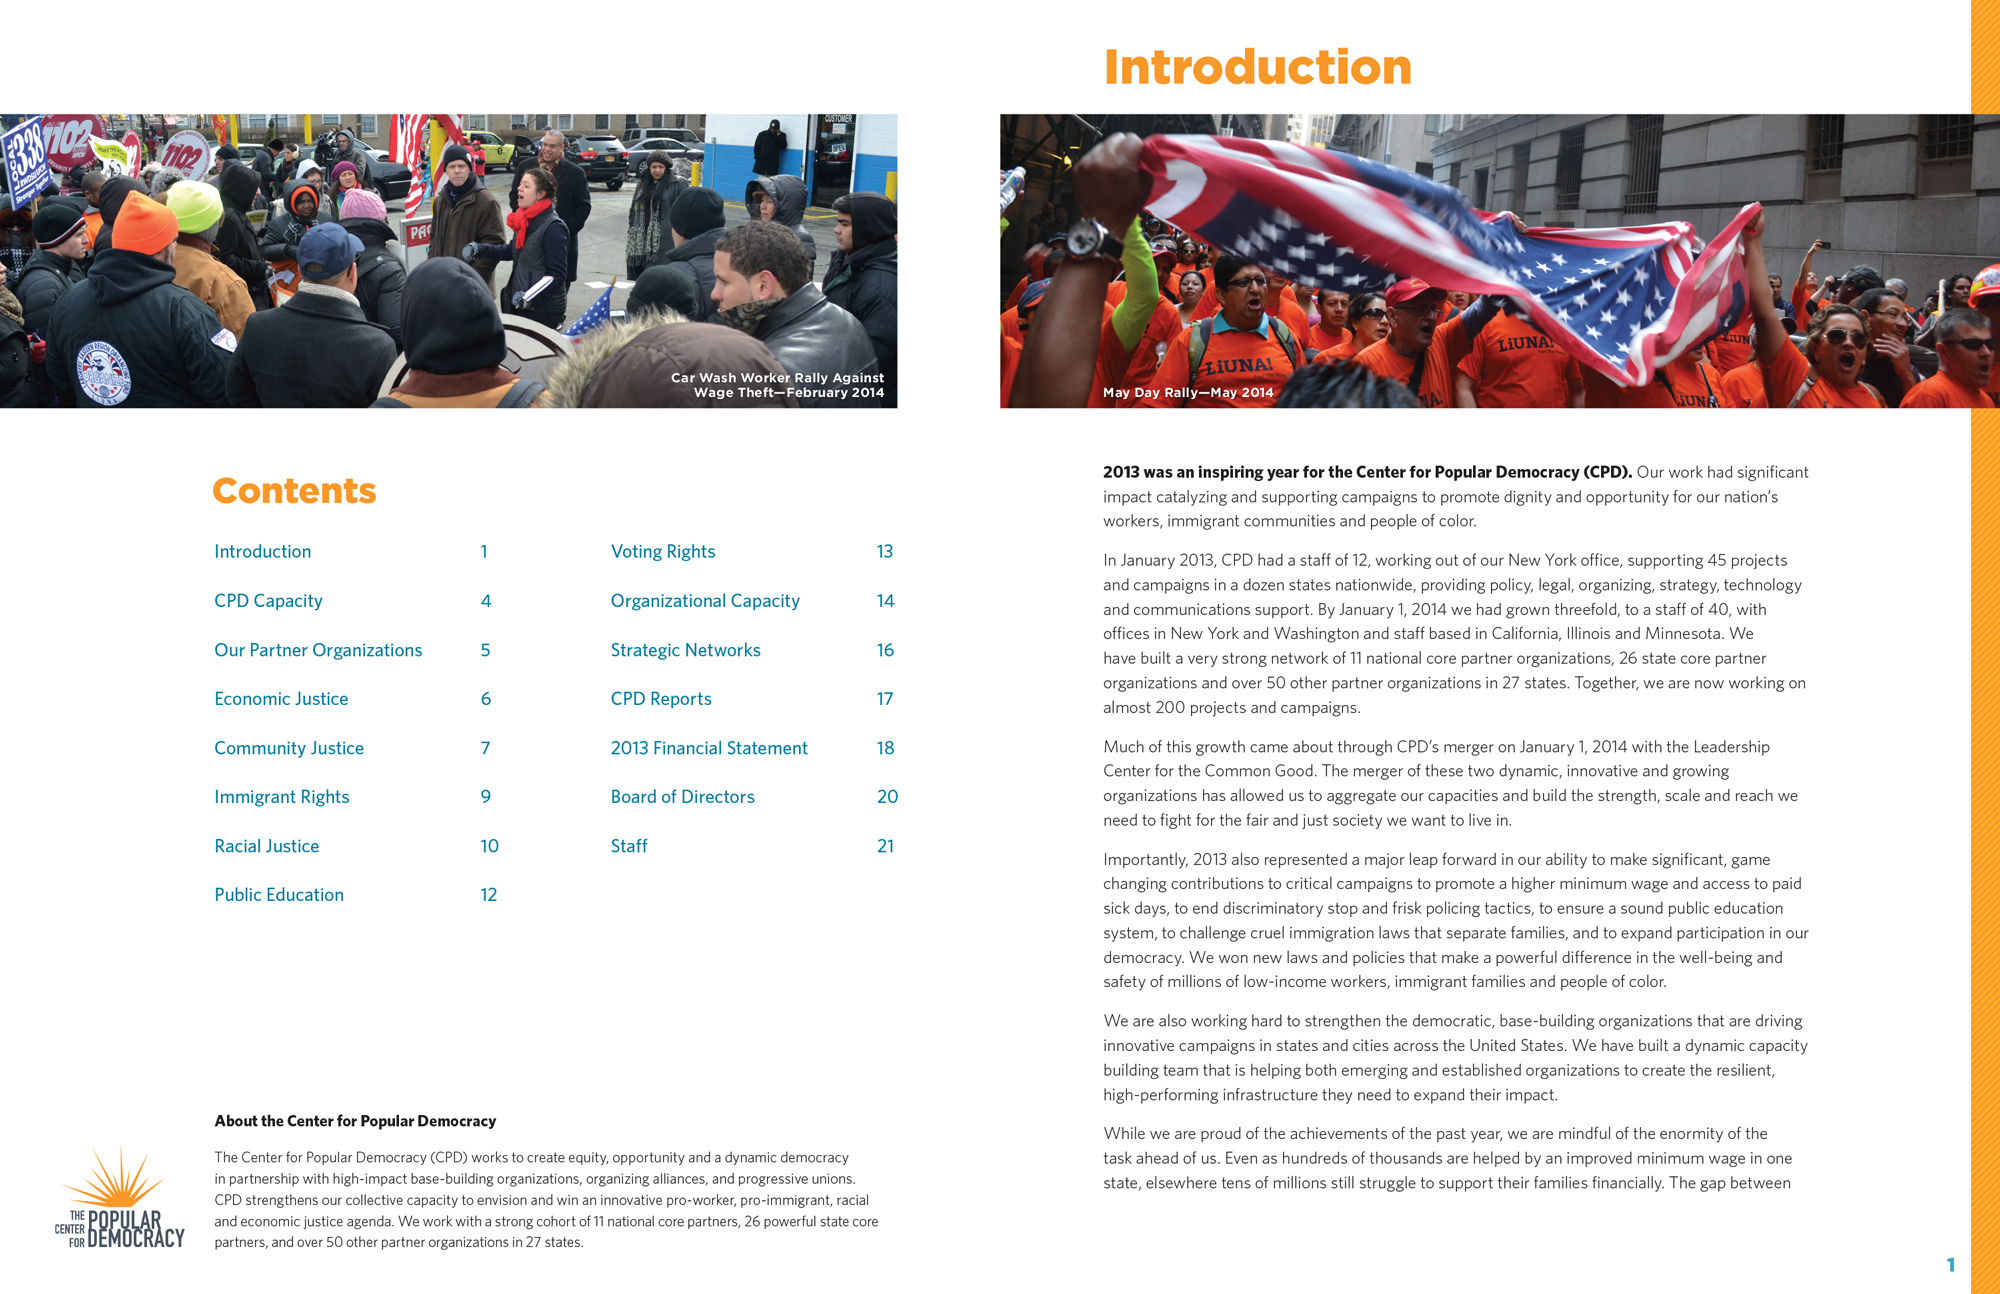 Introduction
LOCAL
338
RWDSU/UFCW
1102
1102
CUSTOMER
OPEN
Car Wash Worker Rally Against
Wage Theft—February 2014
LiUNA!
LiUNA!
LiUNA!
May Day Rally—May 2014
Contents
Introduction 1
CPD Capacity 4
Our Partner Organizations 5
Economic Justice 6
Community Justice 7
Immigrant Rights 9
Racial Justice 10
Public Education 12
Voting Rights 13
Organizational Capacity 14
Strategic Networks 16
CPD Reports 17
2013 Financial Statement 18
Board of Directors 20
Staff 21
About the Center for Popular Democracy
The Center for Popular Democracy (CPD) works to create equity, opportunity and a dynamic democracy
in partnership with high-impact base-building organizations, organizing alliances, and progressive unions.
CPD strengthens our collective capacity to envision and win an innovative pro-worker, pro-immigrant, racial
and economic justice agenda. We work with a strong cohort of 11 national core partners, 26 powerful state core
partners, and over 50 other partner organizations in 27 states.
THE
CENTER
FOR
POPULAR
DEMOCRACY
2013 was an inspiring year for the Center for Popular Democracy (CPD). Our work had significant
impact catalyzing and supporting campaigns to promote dignity and opportunity for our nation's
workers, immigrant communities and people of color.
In January 2013, CPD had a staff of 12, working out of our New York office, supporting 45 projects
and campaigns in a dozen states nationwide, providing policy, legal, organizing, strategy, technology
and communications support. By January 1, 2014 we had grown threefold, to a staff of 40, with
offices in New York and Washington and staff based in California, Illinois and Minnesota. We
have built a very strong network of 11 national core partner organizations, 26 state core partner
organizations and over 50 other partner organizations in 27 states. Together, we are now working on
almost 200 projects and campaigns.
Much of this growth came about through CPD's merger on January 1, 2014 with the Leadership
Center for the Common Good. The merger of these two dynamic, innovative and growing
organizations has allowed us to aggregate our capacities and build the strength, scale and reach we
need to fight for the fair and just society we want to live in.
Importantly, 2013 also represented a major leap forward in our ability to make significant, game
changing contributions to critical campaigns to promote a higher minimum wage and access to paid
sick days, to end discriminatory stop and frisk policing tactics, to ensure a sound public education
system, to challenge cruel immigration laws that separate families, and to expand participation in our
democracy. We won new laws and policies that make a powerful difference in the well-being and
safety of millions of low-income workers, immigrant families and people of color.
We are also working hard to strengthen the democratic, base-building organizations that are driving
innovative campaigns in states and cities across the United States. We have built a dynamic capacity
building team that is helping both emerging and established organizations to create the resilient,
high-performing infrastructure they need to expand their impact.
While we are proud of the achievements of the past year, we are mindful of the enormity of the
task ahead of us. Even as hundreds of thousands are helped by an improved minimum wage in one
state, elsewhere tens of millions still struggle to support their families financially. The gap between
1